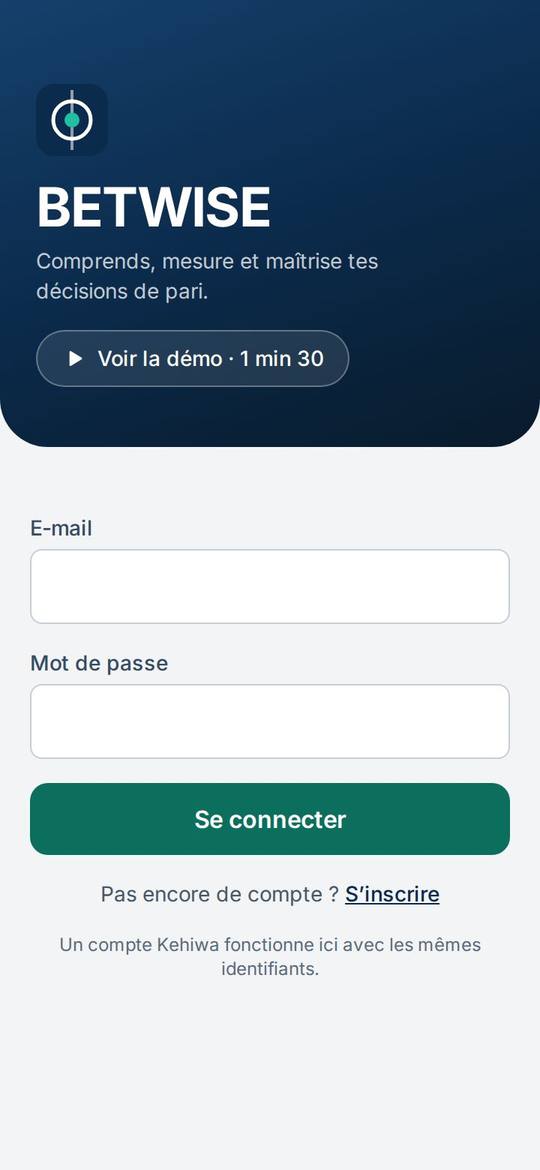 BETWISE
Comprends, mesure et maîtrise tes
décisions de pari.
Voir la démo · 1 min 30
E-mail
Mot de passe
Se connecter
Pas encore de compte ? S’inscrire
Un compte Kehiwa fonctionne ici avec les mêmes
identifiants.